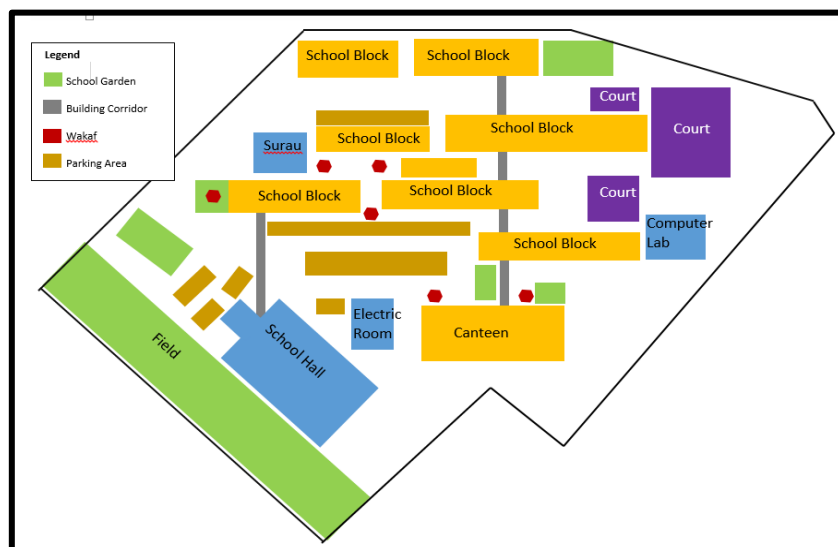 Legend
School Garden
Building Corridor
Wakaf
Parking Area
School Block
School Block
Court
Court
School Block
School Block
Surau
School Block
School Block
Court
Computer
Lab
School Block
Electric
Room
Canteen
School Hall
Field